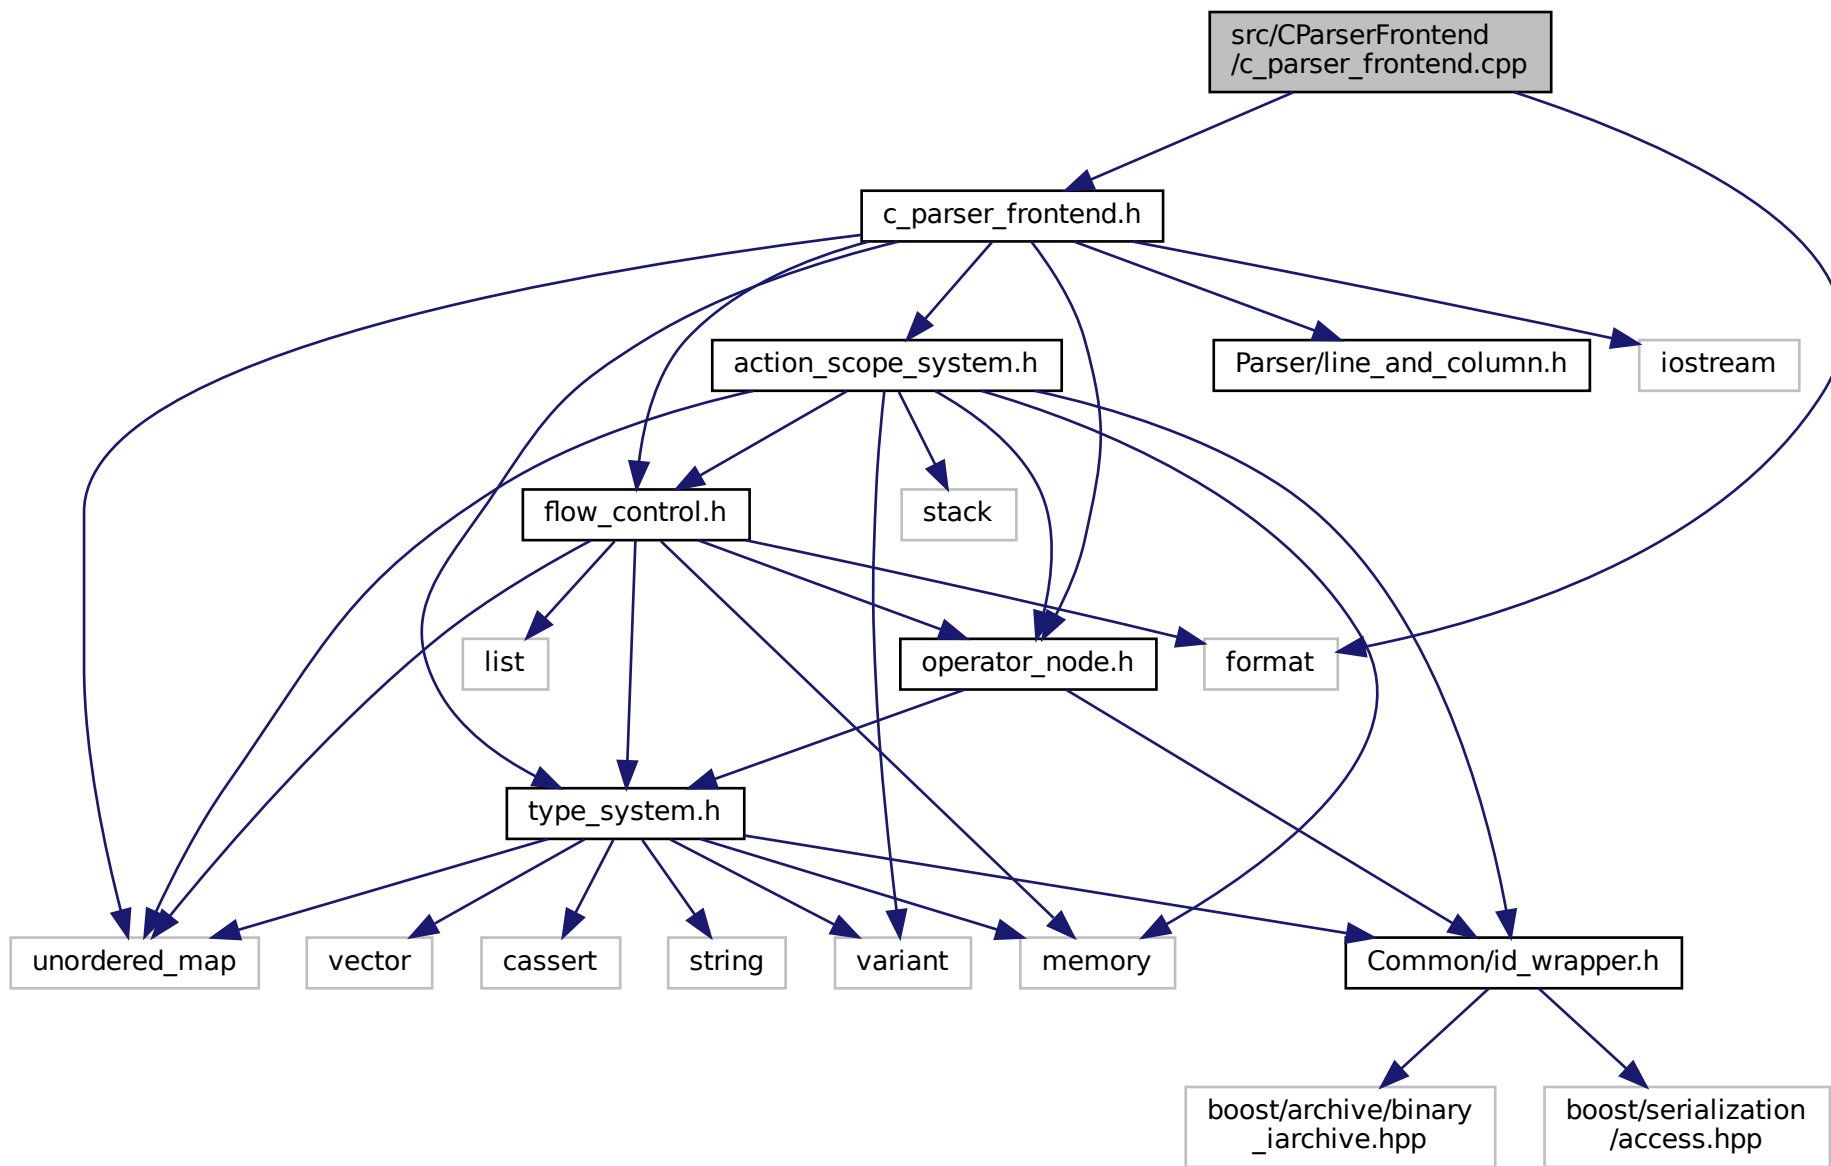 src/CParserFrontend
/c_parser_frontend.cpp
c_parser_frontend.h
action_scope_system.h
Parser/line_and_column.h
iostream
flow_control.h
stack
list
operator_node.h
format
type_system.h
unordered_map
vector
cassert
string
variant
memory
Common/id_wrapper.h
boost/archive/binary
_iarchive.hpp
boost/serialization
/access.hpp